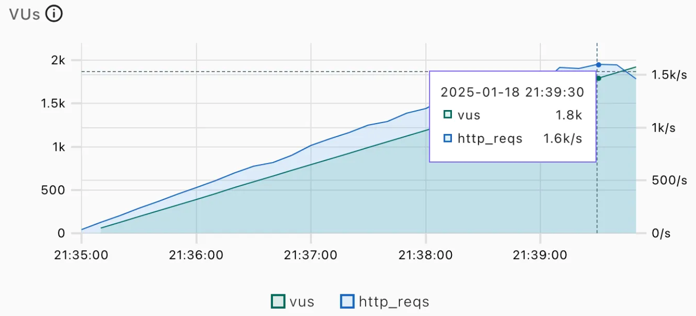 VUs
2k
1.5k
1k
500
0
1.5k/s
1k/s
500/s
0/s
2025-01-18 21:39:30
vus 1.8k
http_reqs 1.6k/s
21:35:00 21:36:00 21:37:00 21:38:00 21:39:00
vus http_reqs